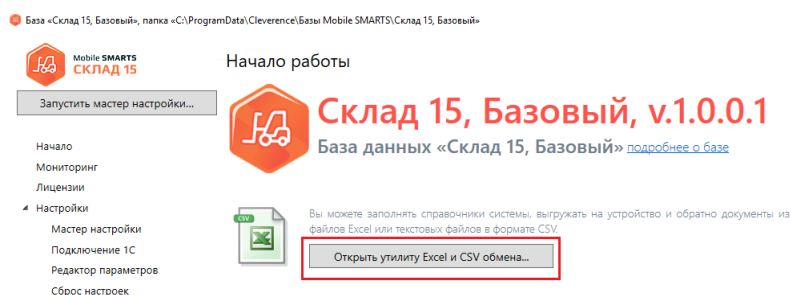 База «Склад 15, Базовый», папка «C:\ProgramData\Cleverence\Базы Mobile SMARTS\Склад 15, Базовый»
Mobile SMARTS
СКЛАД 15
Запустить мастер настройки...
Начало
Мониторинг
Лицензии
Настройки
Мастер настройки
Подключение 1С
Редактор параметров
Сброс настроек
Начало работы
Склад 15, Базовый, v.1.0.0.1
База данных «Склад 15, Базовый» подробнее о базе
CSV
Вы можете заполнять справочники системы, выгружать на устройство и обратно документы из
файлов Excel или текстовых файлов в формате CSV.
Открыть утилиту Excel и CSV обмена...